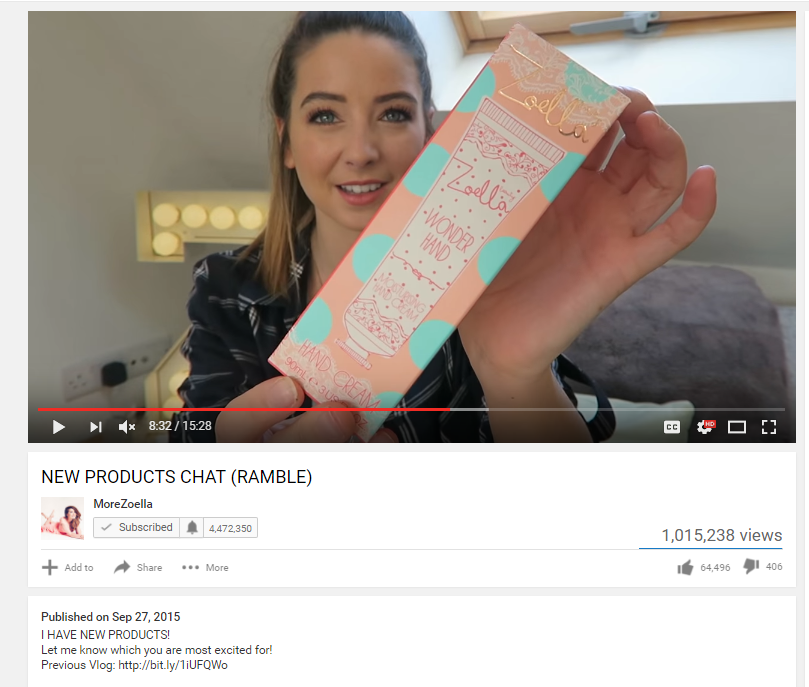 Zoella
Zoella
WONDER
HAND
HAND CREAM
8:32 / 15:28
CC
HD
NEW PRODUCTS CHAT (RAMBLE)
MoreZoella
Subscribed 4,472,350
1,015,238 views
Add to Share More
64,496 406
Published on Sep 27, 2015
I HAVE NEW PRODUCTS!
Let me know which you are most excited for!
Previous Vlog: http://bit.ly/1iUFQWo